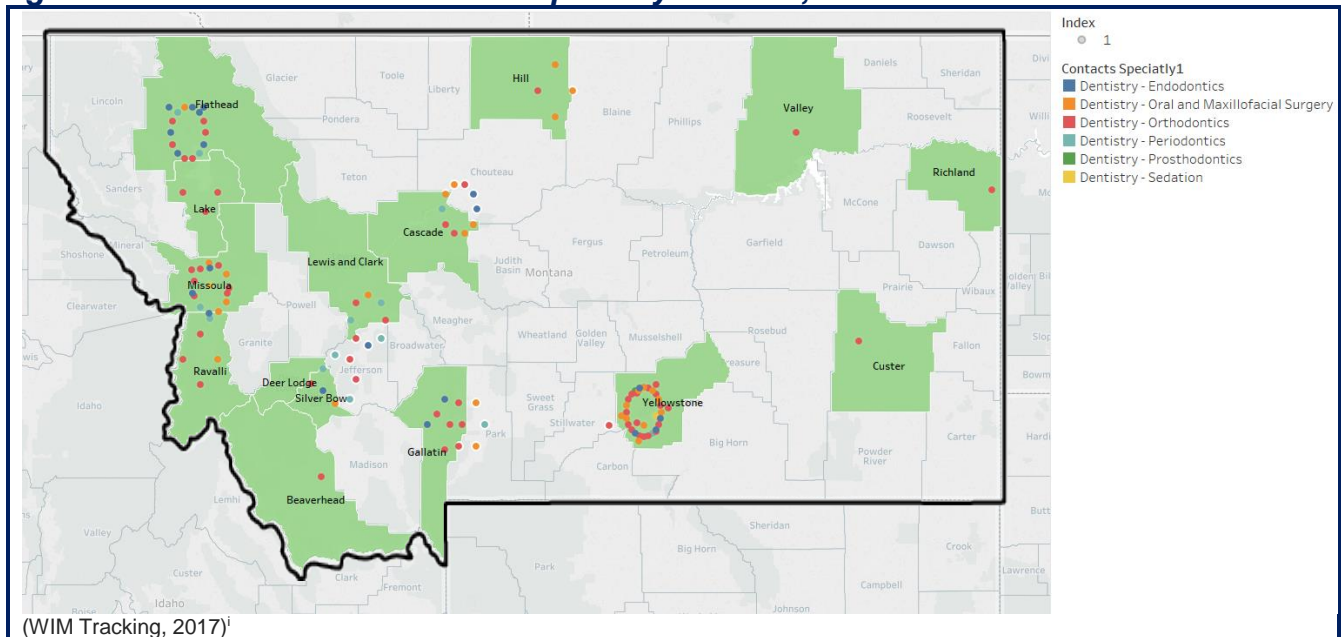 Index
1
Contacts Speciatly1
Dentistry - Endodontics
Dentistry - Oral and Maxillofacial Surgery
Dentistry - Orthodontics
Dentistry - Periodontics
Dentistry - Prosthodontics
Dentistry - Sedation
Glacier
Toole
Liberty
Hill
Blaine
Phillips
Valley
Daniels
Sheridan
Roosevelt
Lincoln
Flathead
Pondera
Chouteau
Richland
Sanders
Teton
McCone
Lake
Cascade
Fergus
Petroleum
Garfield
Dawson
Shoshone
Mineral
Lewis and Clark
Judith
Basin
Montana
Prairie
Wibaux
Missoula
Powell
Clearwater
Meagher
Granite
Broadwater
Wheatland
Golden
Valley
Musselshell
Rosebud
Fallon
Ravalli
Jefferson
Custer
Deer Lodge
Silver Bow
Idaho
Sweet
Grass
Stillwater
Yellowstone
Park
Gallatin
Madison
Carbon
Big Horn
Powder
River
Carter
Beaverhead
Lemhi
Valley
Sheridan
Big Horn
Crook
Custer
Clark
Fremont
Park
Campbell
Johnson
Idaho
Boise
Lawrence
(WIM Tracking, 2017)i